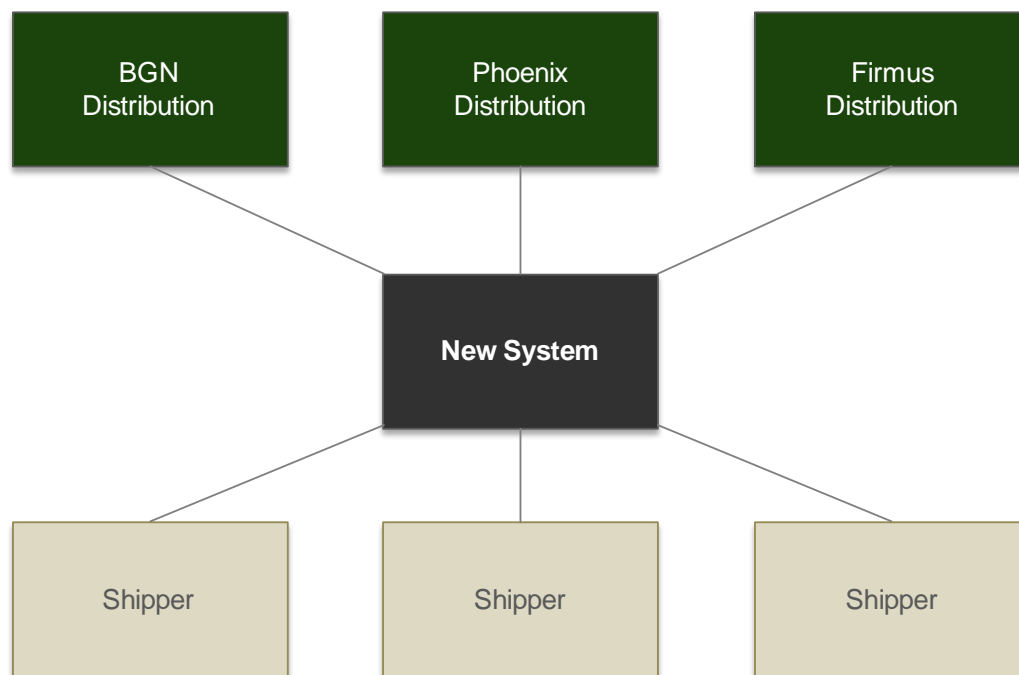 BGN
Distribution
Phoenix
Distribution
Firmus
Distribution
New System
Shipper
Shipper
Shipper